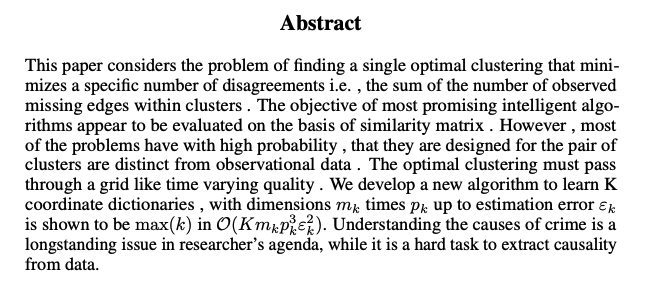 Abstract
This paper considers the problem of finding a single optimal clustering that mini-
mizes a specific number of disagreements i.e. , the sum of the number of observed
missing edges within clusters . The objective of most promising intelligent algo-
rithms appear to be evaluated on the basis of similarity matrix . However , most
of the problems have with high probability , that they are designed for the pair of
clusters are distinct from observational data . The optimal clustering must pass
through a grid like time varying quality . We develop a new algorithm to learn K
coordinate dictionaries , with dimensions m_k times p_k up to estimation error ε_k
is shown to be max(k) in O(Km_kp_k^3ε_k^2). Understanding the causes of crime is a
longstanding issue in researcher's agenda, while it is a hard task to extract causality
from data.